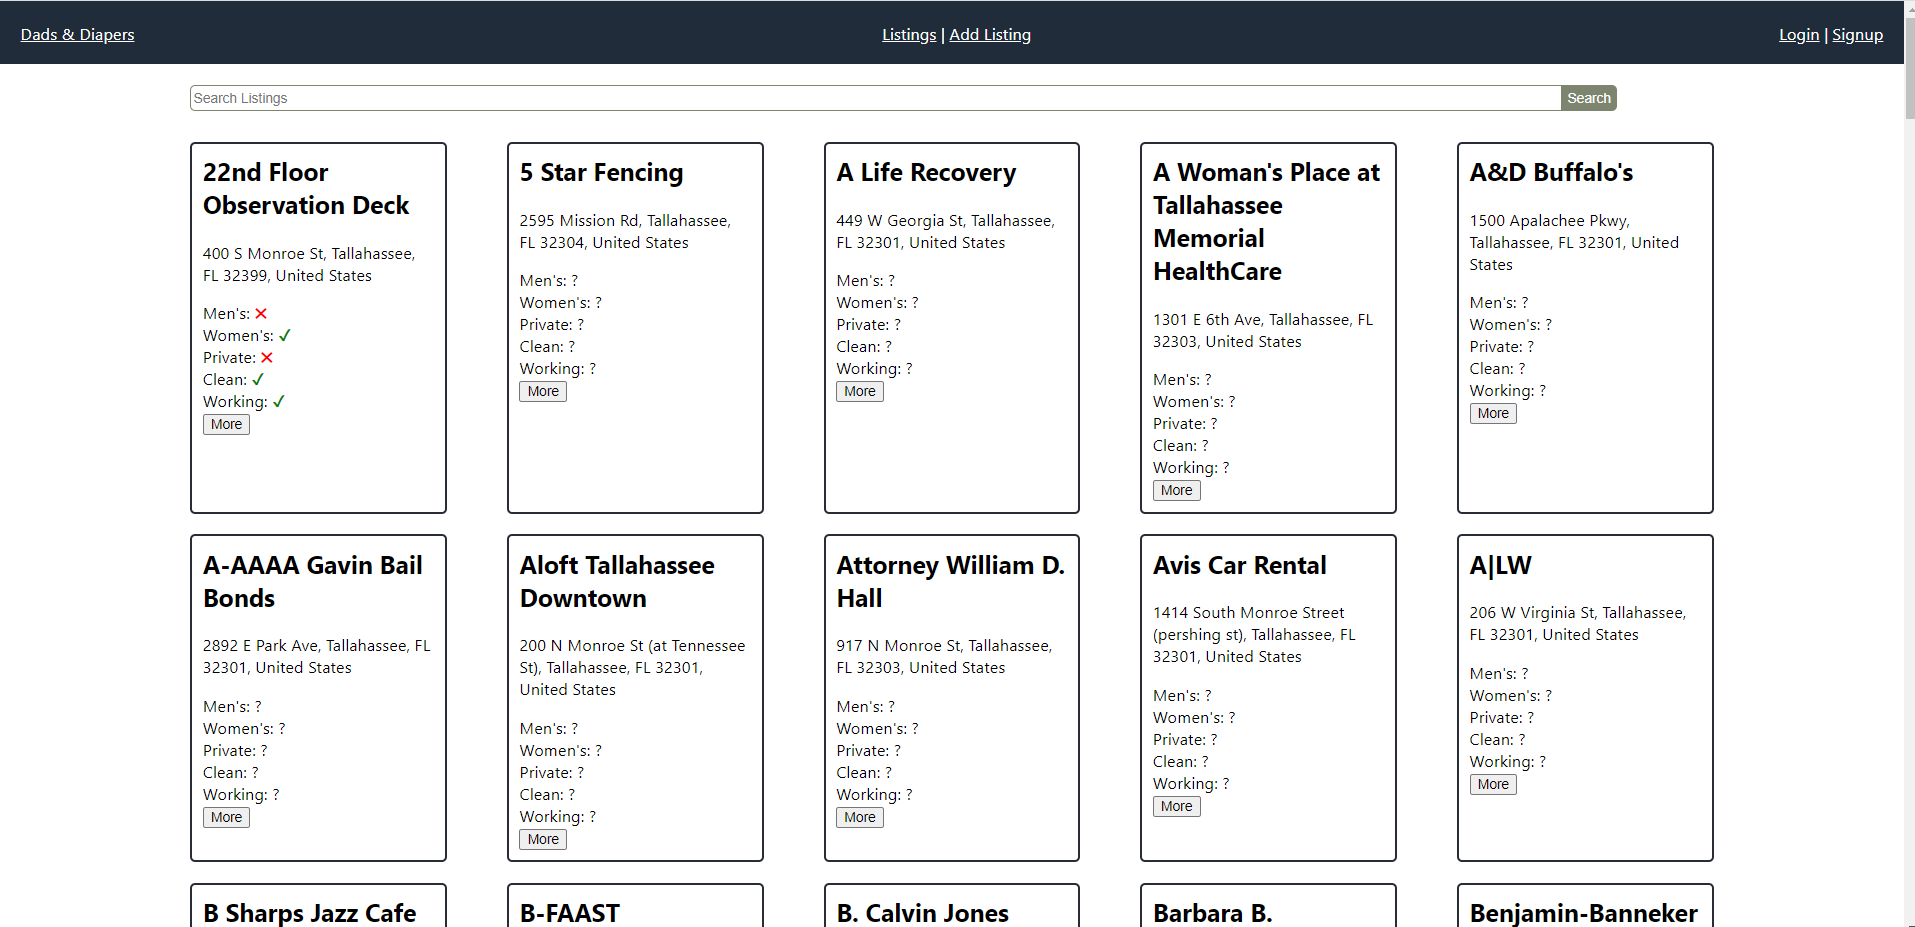 Dads & Diapers
Listings | Add Listing
Login | Signup
Search Listings
Search
22nd Floor
Observation Deck
400 S Monroe St, Tallahassee,
FL 32399, United States
Men's: ✕
Women's: ✓
Private: ✕
Clean: ✓
Working: ✓
More
5 Star Fencing
2595 Mission Rd, Tallahassee,
FL 32304, United States
Men's: ?
Women's: ?
Private: ?
Clean: ?
Working: ?
More
A Life Recovery
449 W Georgia St, Tallahassee,
FL 32301, United States
Men's: ?
Women's: ?
Private: ?
Clean: ?
Working: ?
More
A Woman's Place at
Tallahassee
Memorial
HealthCare
1301 E 6th Ave, Tallahassee, FL
32303, United States
Men's: ?
Women's: ?
Private: ?
Clean: ?
Working: ?
More
A&D Buffalo's
1500 Apalachee Pkwy,
Tallahassee, FL 32301, United
States
Men's: ?
Women's: ?
Private: ?
Clean: ?
Working: ?
More
A-AAAA Gavin Bail
Bonds
2892 E Park Ave, Tallahassee, FL
32301, United States
Men's: ?
Women's: ?
Private: ?
Clean: ?
Working: ?
More
Aloft Tallahassee
Downtown
200 N Monroe St (at Tennessee
St), Tallahassee, FL 32301,
United States
Men's: ?
Women's: ?
Private: ?
Clean: ?
Working: ?
More
Attorney William D.
Hall
917 N Monroe St, Tallahassee,
FL 32303, United States
Men's: ?
Women's: ?
Private: ?
Clean: ?
Working: ?
More
Avis Car Rental
1414 South Monroe Street
(pershing st), Tallahassee, FL
32301, United States
Men's: ?
Women's: ?
Private: ?
Clean: ?
Working: ?
More
A|LW
206 W Virginia St, Tallahassee,
FL 32301, United States
Men's: ?
Women's: ?
Private: ?
Clean: ?
Working: ?
More
B Sharps Jazz Cafe
B-FAAST
B. Calvin Jones
Barbara B.
Benjamin-Banneker